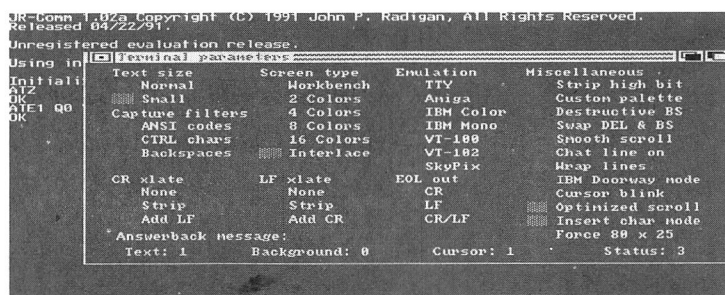 JR-Comm 1.02a Copyright (C) 1991 John P. Radigan, All Rights Reserved.
Released 04/22/91.
Unregistered evaluation release.
Using in
Initiali
ATZ
OK
ATE1 Q0
OK
Terminal parameters
Text size Screen type Emulation Miscellaneous
Normal Workbench TTY Strip high bit
Small 2 Colors Amiga Custom palette
Capture filters 4 Colors IBM Color Destructive BS
ANSI codes 8 Colors IBM Mono Swap DEL & BS
CTRL chars 16 Colors VT-100 Smooth scroll
Backspaces Interlace VT-102 Chat line on
SkyPix Wrap lines
CR xlate LF xlate EOL out IBM Doorway mode
None None CR Cursor blink
Strip Strip LF Optimized scroll
Add LF Add CR CR/LF Insert char mode
Force 80 x 25
Answerback message:
Text: 1 Background: 0 Cursor: 1 Status: 3